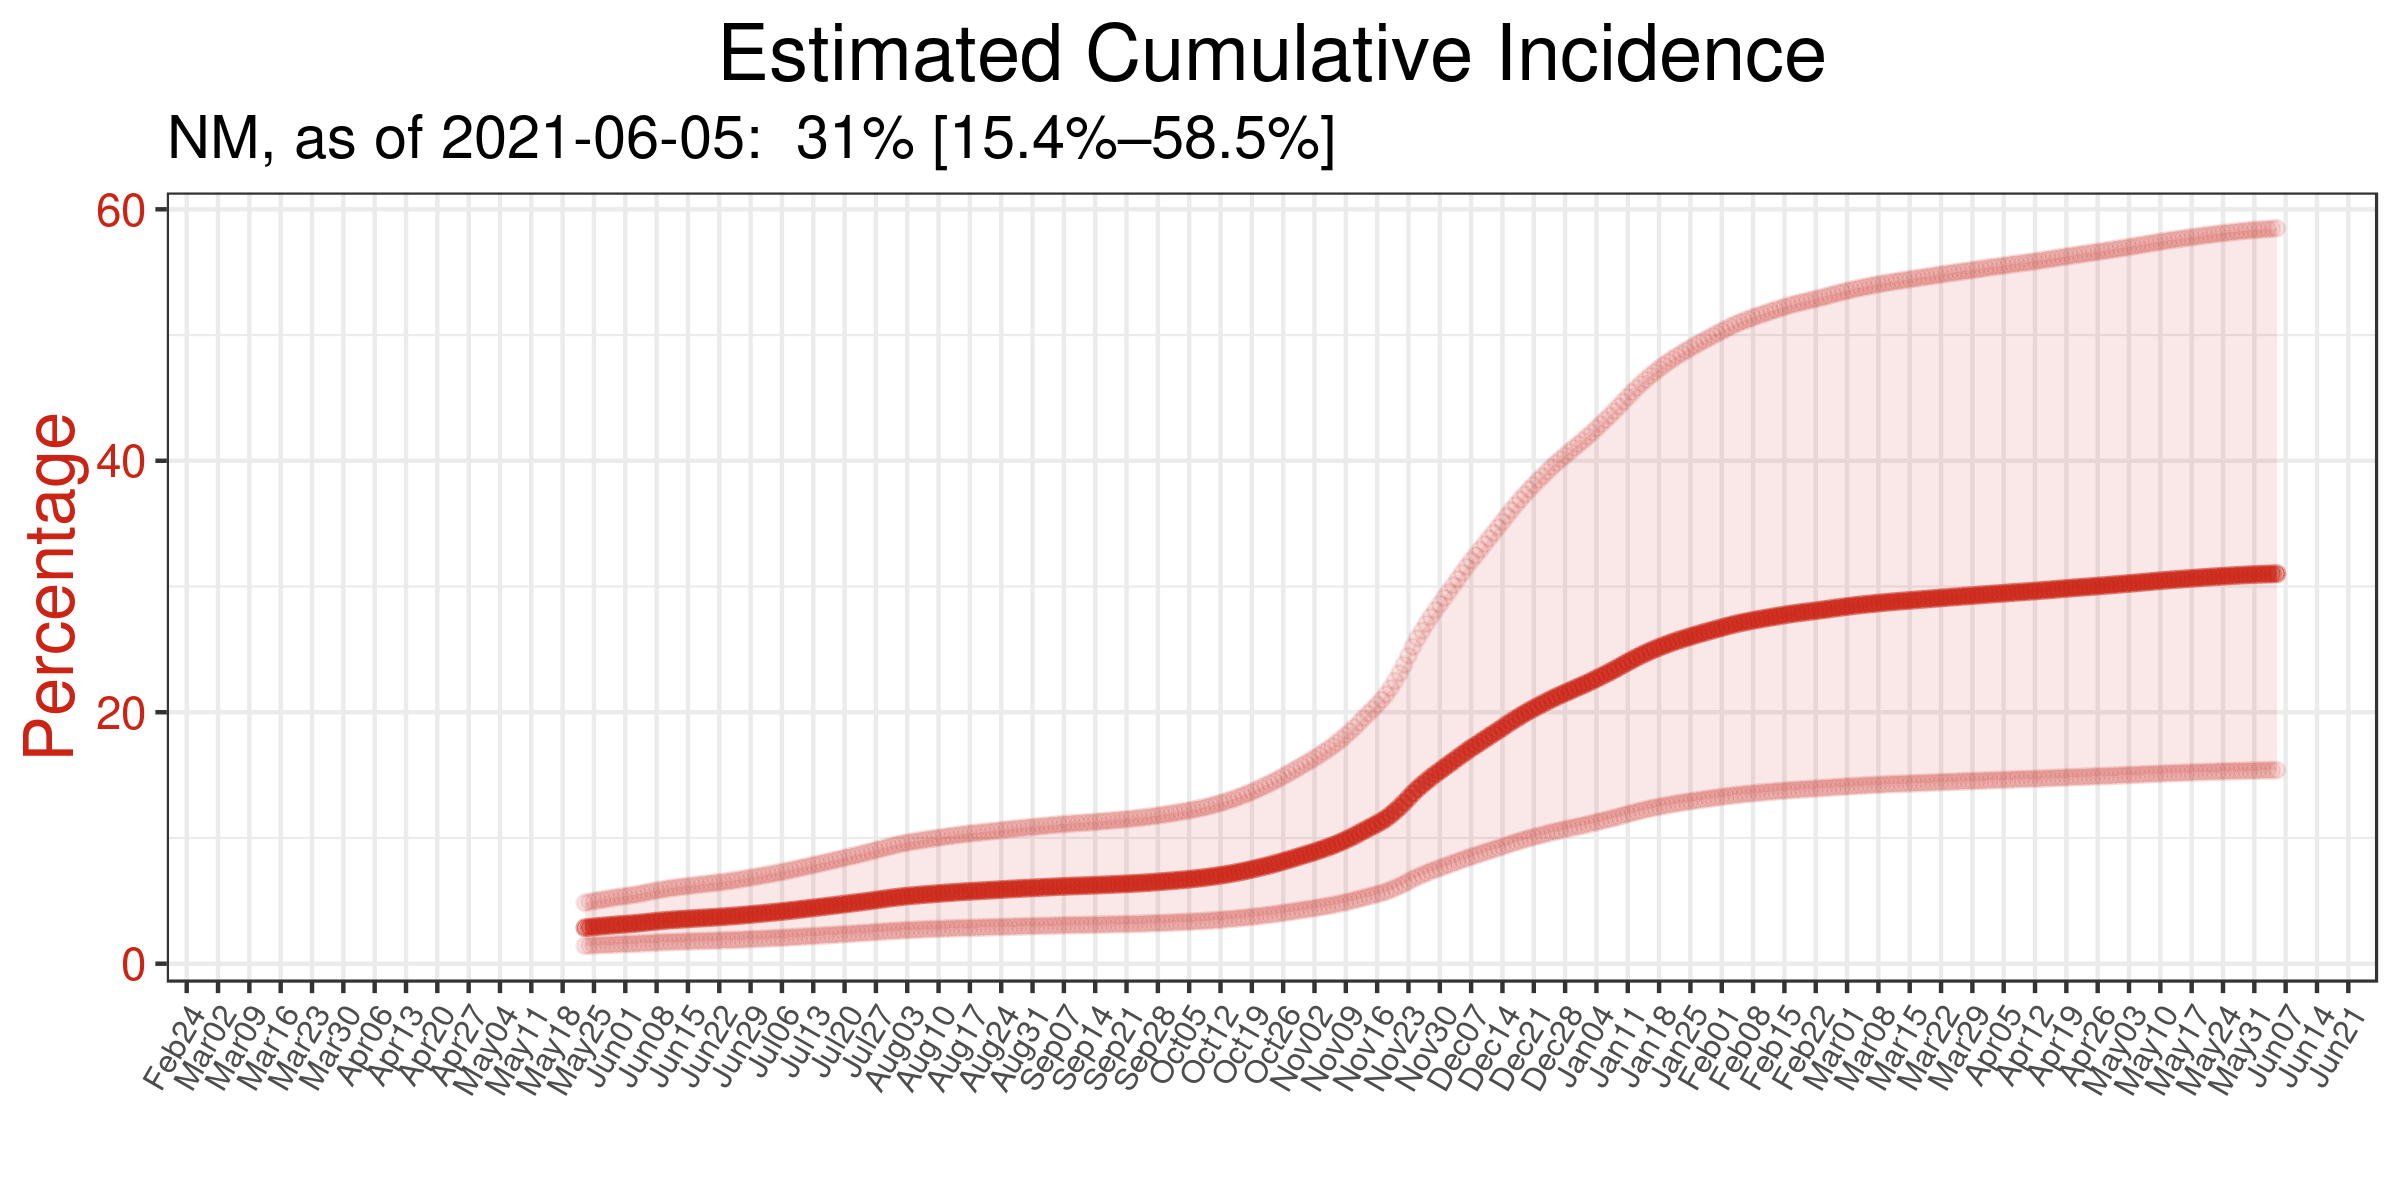 Estimated Cumulative Incidence
NM, as of 2021-06-05:  31% [15.4%–58.5%]
Percentage
60
40
20
0
Feb24
Mar02
Mar09
Mar16
Mar23
Mar30
Apr06
Apr13
Apr20
Apr27
May04
May11
May18
May25
Jun01
Jun08
Jun15
Jun22
Jun29
Jul06
Jul13
Jul20
Jul27
Aug03
Aug10
Aug17
Aug24
Aug31
Sep07
Sep14
Sep21
Sep28
Oct05
Oct12
Oct19
Oct26
Nov02
Nov09
Nov16
Nov23
Nov30
Dec07
Dec14
Dec21
Dec28
Jan04
Jan11
Jan18
Jan25
Feb01
Feb08
Feb15
Feb22
Mar01
Mar08
Mar15
Mar22
Mar29
Apr05
Apr12
Apr19
Apr26
May03
May10
May17
May24
May31
Jun07
Jun14
Jun21